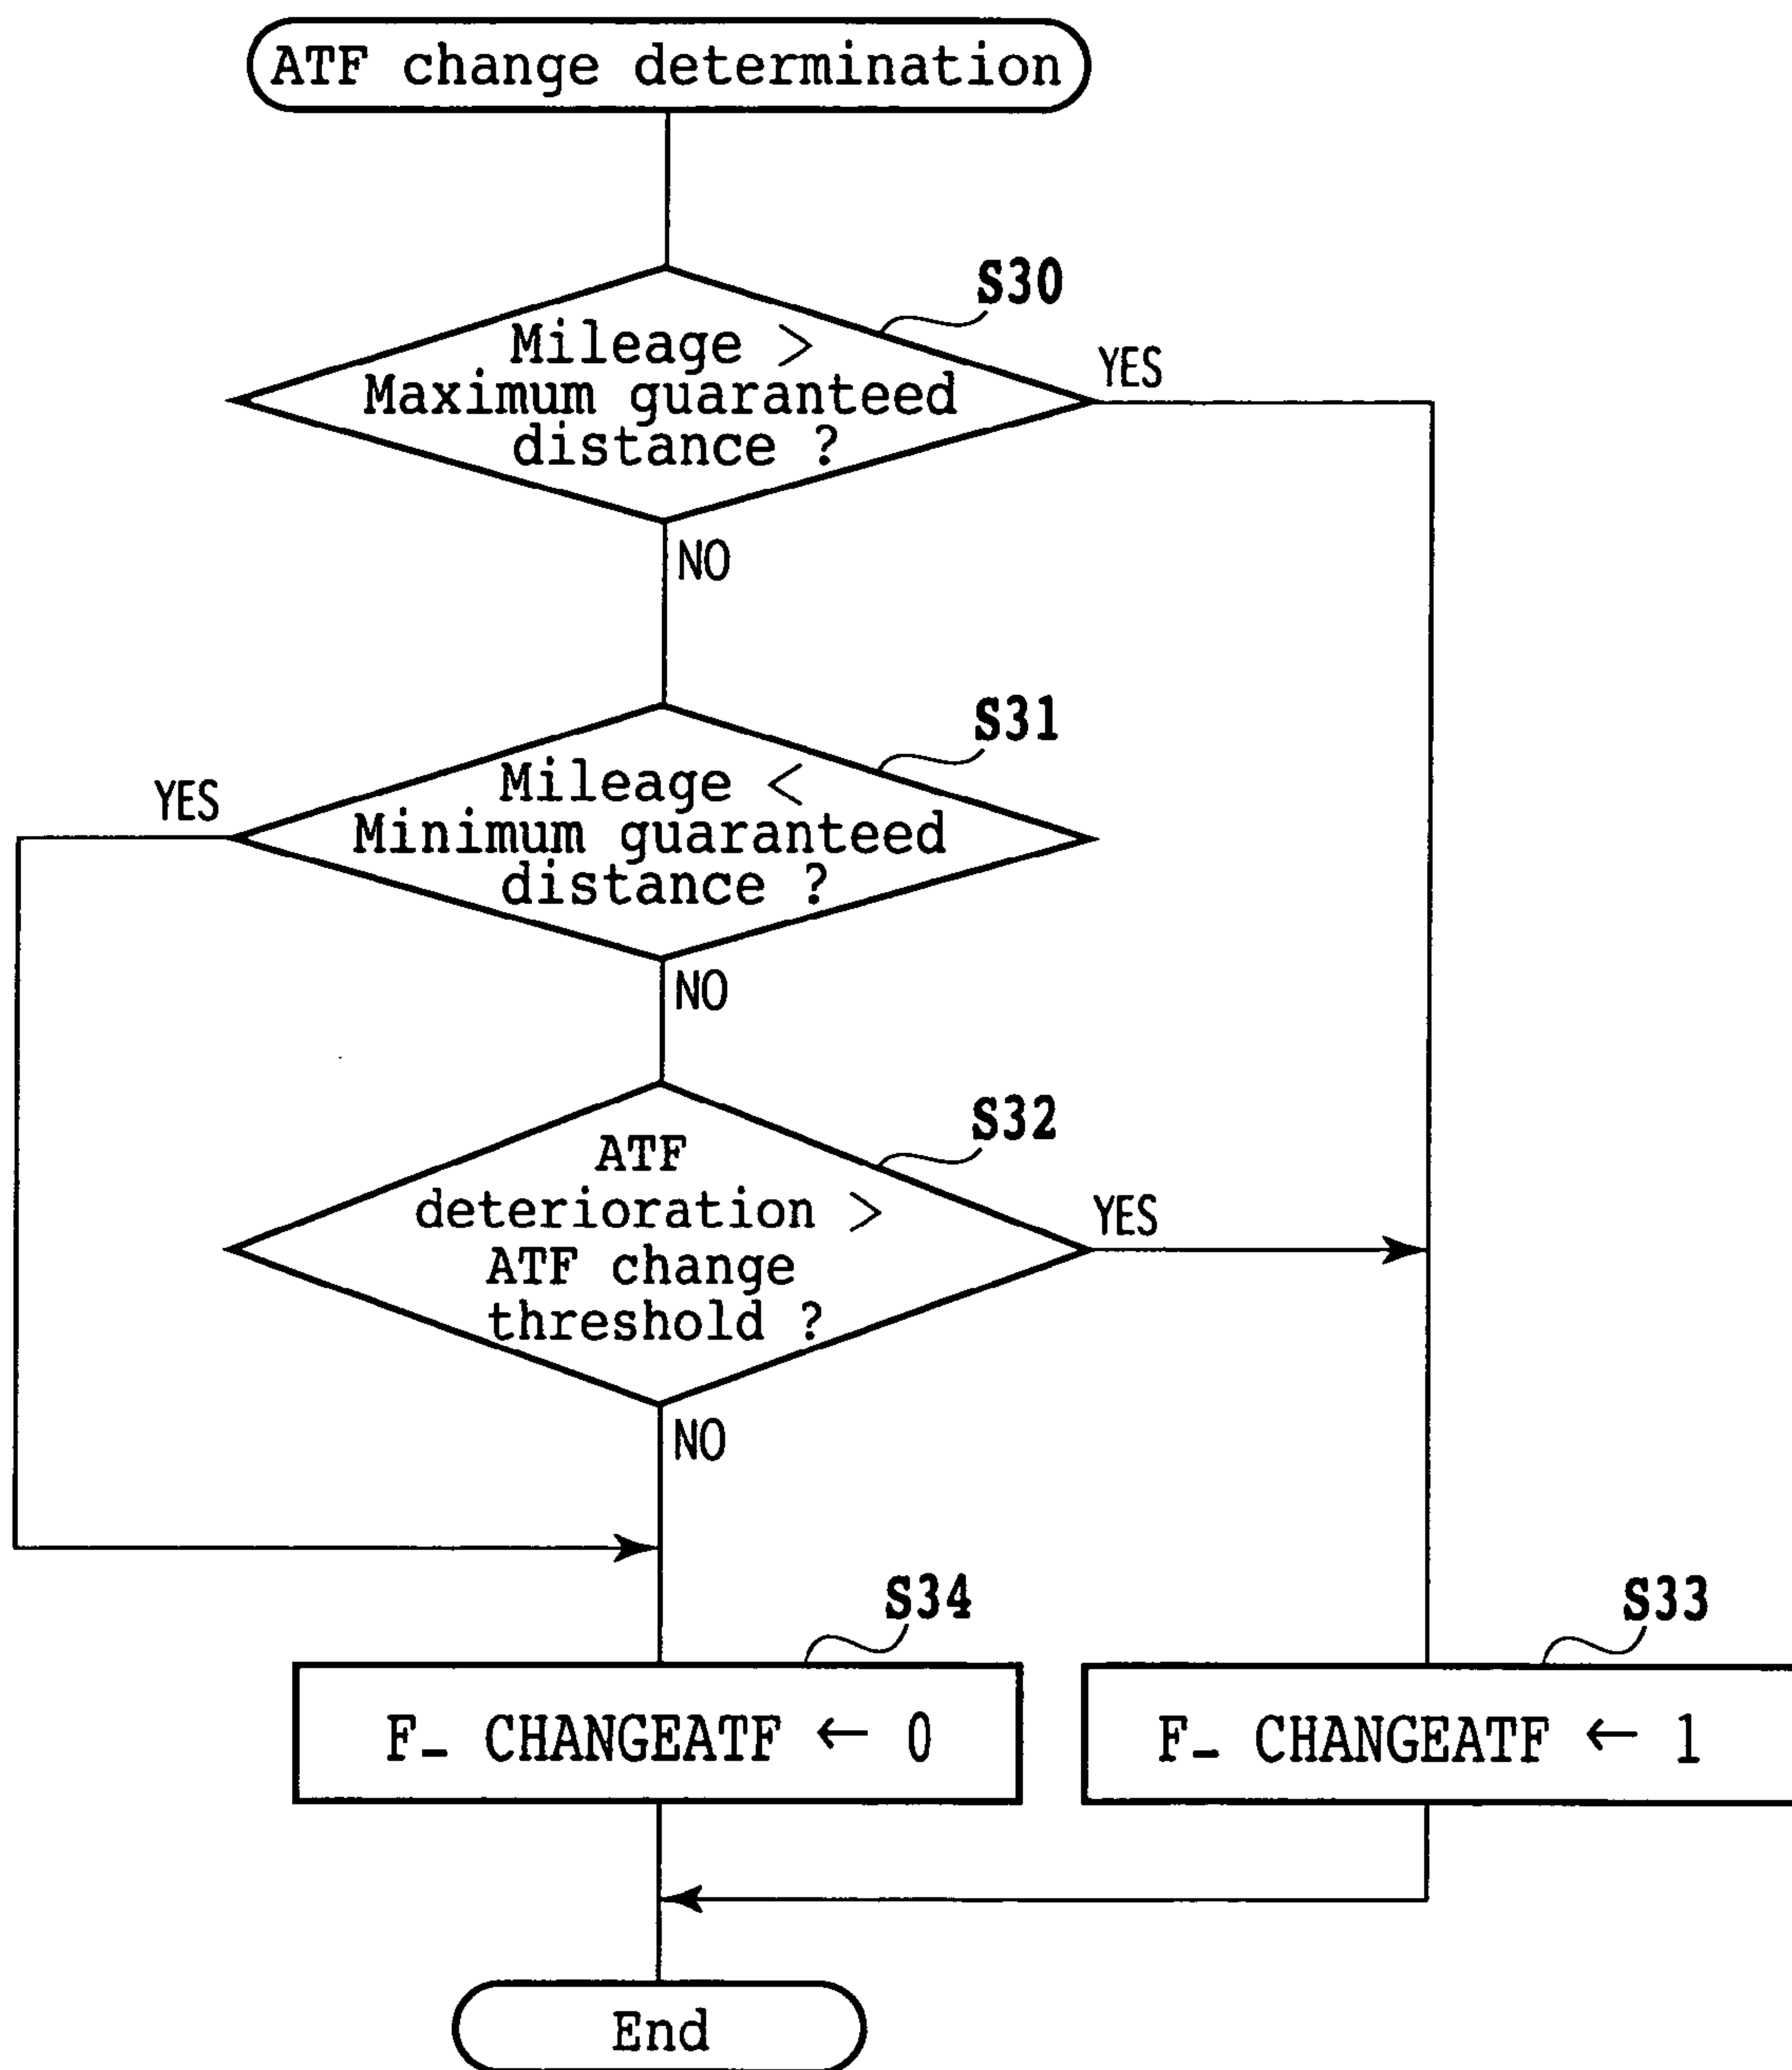 ATF change determination
S30
Mileage >
Maximum guaranteed
distance ?
YES
NO
S31
Mileage <
Minimum guaranteed
distance ?
YES
NO
S32
ATF
deterioration >
ATF change
threshold ?
YES
NO
S34
F_ CHANGEATF ← 0
S33
F_ CHANGEATF ← 1
End